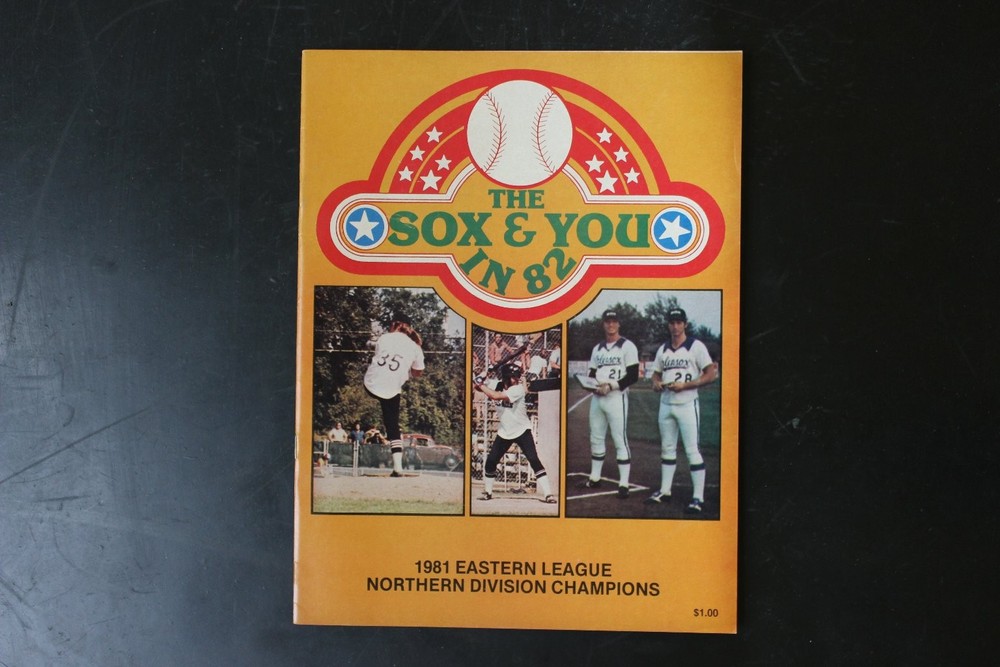 THE
SOX & YOU
IN 82
35
21
28
1981 EASTERN LEAGUE
NORTHERN DIVISION CHAMPIONS
$1.00